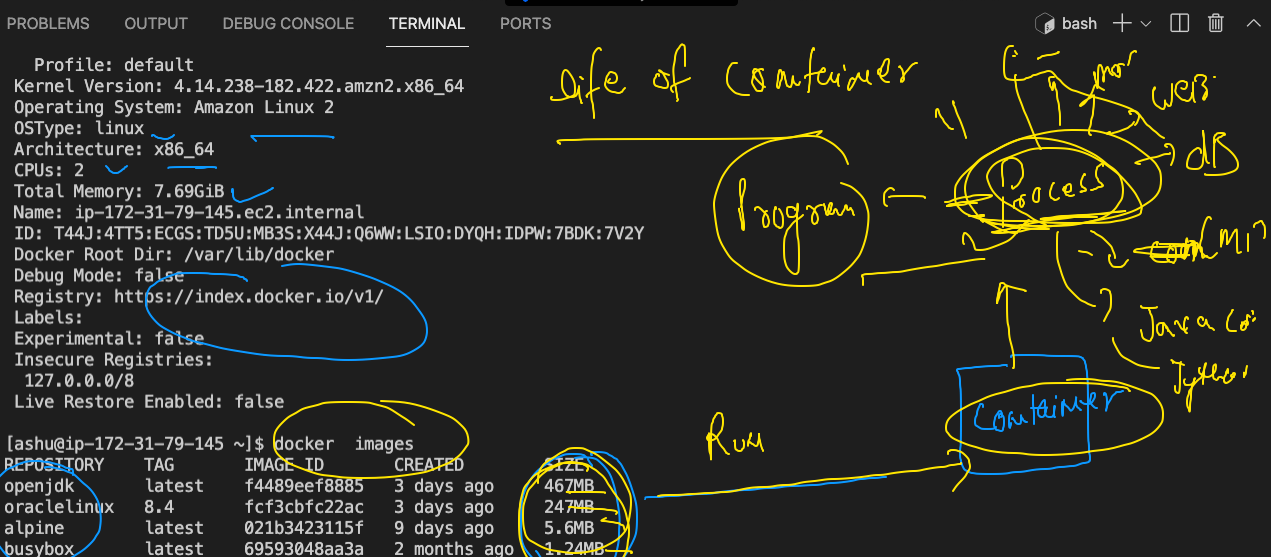 PROBLEMS OUTPUT DEBUG CONSOLE TERMINAL PORTS bash
Profile: default
Kernel Version: 4.14.238-182.422.amzn2.x86_64
Operating System: Amazon Linux 2
OSType: linux
Architecture: x86_64
CPUs: 2
Total Memory: 7.69GiB
Name: ip-172-31-79-145.ec2.internal
ID: T44J:4TT5:ECGS:TD5U:MB3S:X44J:Q6WW:LSIO:DYQH:IDPW:7BDK:7V2Y
Docker Root Dir: /var/lib/docker
Debug Mode: false
Registry: https://index.docker.io/v1/
Labels:
Experimental: false
Insecure Registries:
127.0.0.0/8
Live Restore Enabled: false
[ashu@ip-172-31-79-145 ~]$ docker  images
REPOSITORY TAG IMAGE ID CREATED SIZE
openjdk latest f4489eef8885 3 days ago 467MB
oraclelinux 8.4 fcf3cbfc22ac 3 days ago 247MB
alpine latest 021b3423115f 9 days ago 5.6MB
busybox latest 69593048aa3a 2 months ago 1.24MB
life of Container
Program
Process
WEB
dB
Java
Container
Run